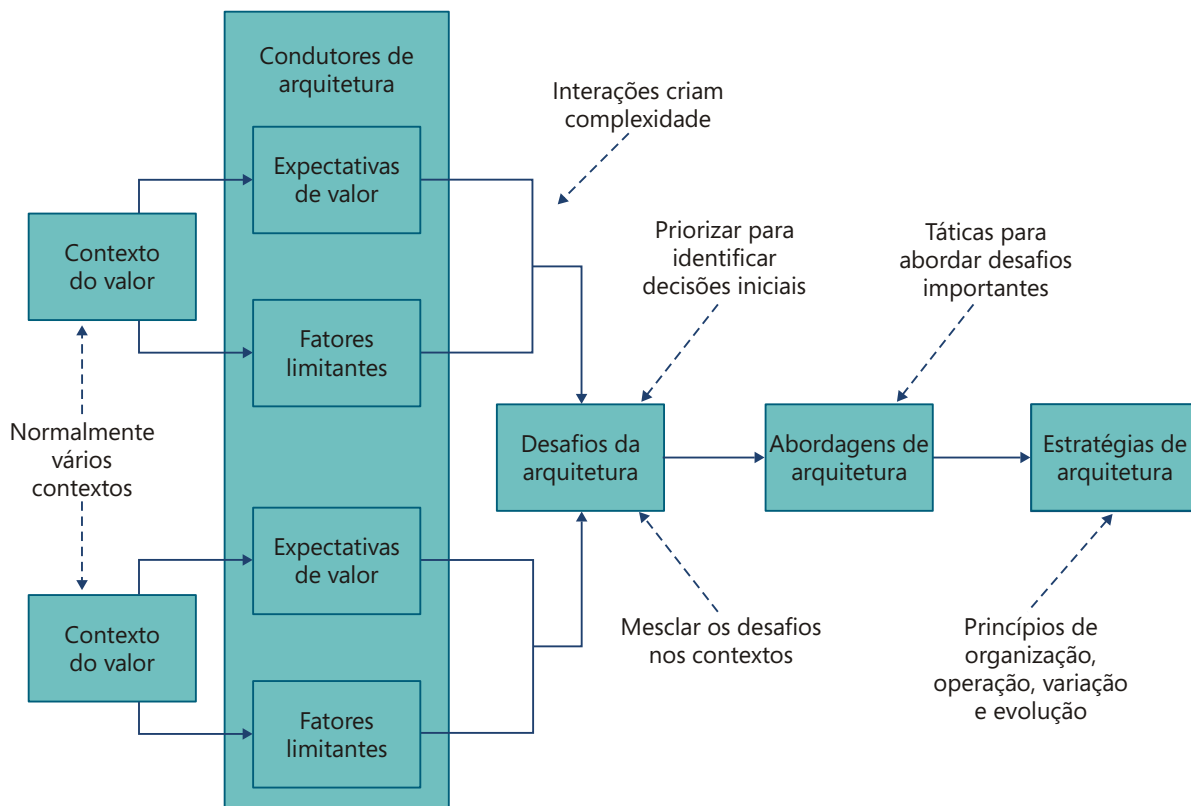 Condutores de
arquitetura
Interações criam
complexidade
Expectativas
de valor
Contexto
do valor
Priorizar para
identificar
decisões iniciais
Táticas para
abordar desafios
importantes
Fatores
limitantes
Normalmente
vários
contextos
Desafios da
arquitetura
Abordagens de
arquitetura
Estratégias de
arquitetura
Expectativas
de valor
Contexto
do valor
Mesclar os desafios
nos contextos
Princípios de
organização,
operação, variação
e evolução
Fatores
limitantes